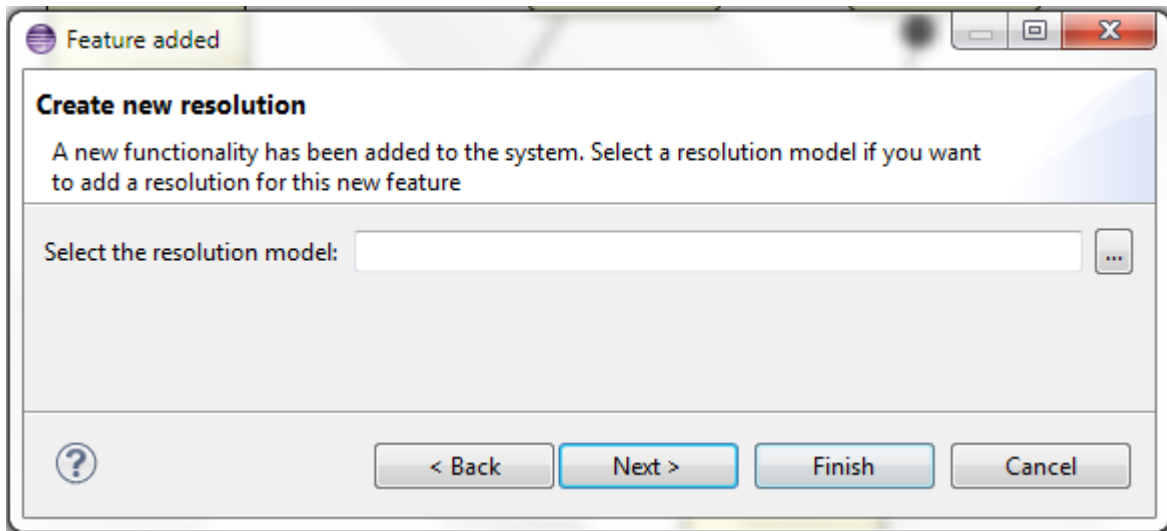 Feature added
Create new resolution
A new functionality has been added to the system. Select a resolution model if you want
to add a resolution for this new feature
Select the resolution model:
...
?
< Back
Next >
Finish
Cancel